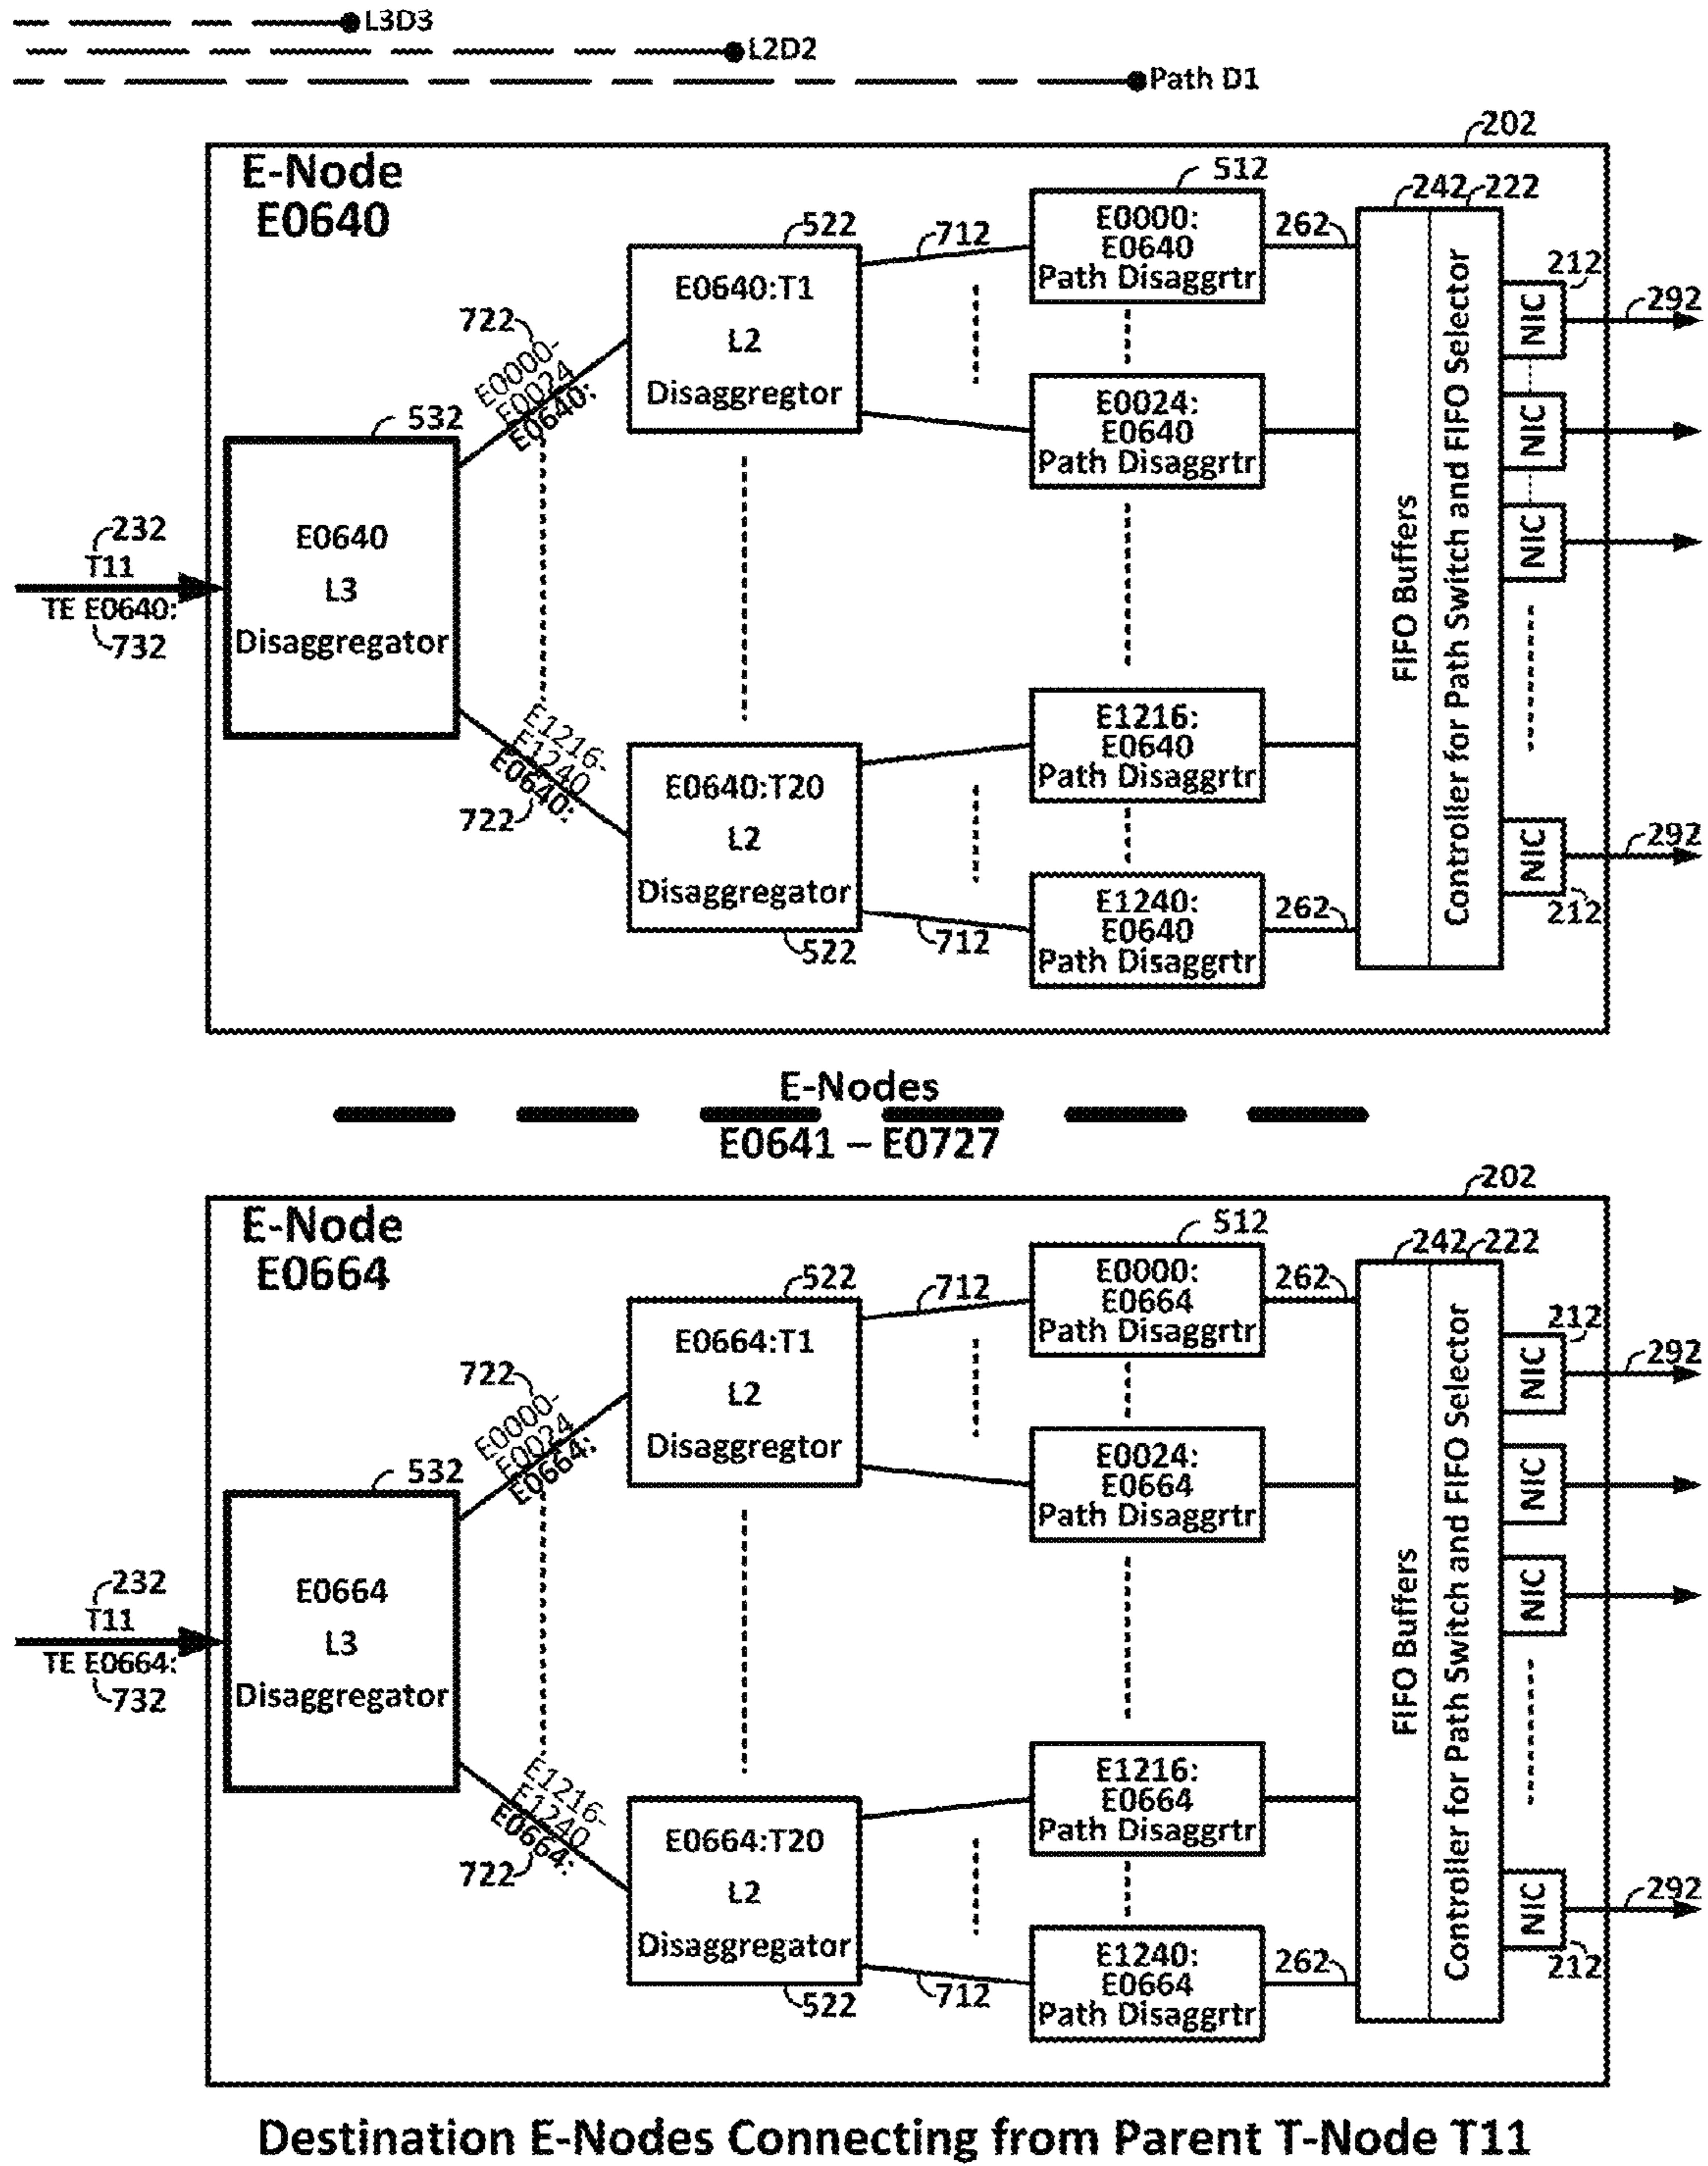 L3D3
L2D2
Path D1
202
E-Node
E0640
512
242
222
E0000:
E0640
Path Disaggrtr
522
712
262
E0640:T1
L2
Disaggregtor
212
NIC
292
722
E0000-
E0024
E0640:
E0024:
E0640
Path Disaggrtr
NIC
532
E0640
L3
Disaggregator
FIFO Buffers
Controller for Path Switch and FIFO Selector
NIC
232
T11
TE E0640:
732
E1216-
E1240
E0640:
722
E1216:
E0640
Path Disaggrtr
E0640:T20
L2
Disaggregator
522
712
NIC
292
212
E1240:
E0640
Path Disaggrtr
262
E-Nodes
E0641 – E0727
202
E-Node
E0664
512
242
222
E0000:
E0664
Path Disaggrtr
522
712
262
E0664:T1
L2
Disaggregtor
212
NIC
292
722
E0000-
E0024
E0664:
E0024:
E0664
Path Disaggrtr
NIC
532
E0664
L3
Disaggregator
FIFO Buffers
Controller for Path Switch and FIFO Selector
NIC
232
T11
TE E0664:
732
E1216-
E1240
E0664:
722
E1216:
E0664
Path Disaggrtr
E0664:T20
L2
Disaggregator
522
712
NIC
292
212
E1240:
E0664
Path Disaggrtr
262
Destination E-Nodes Connecting from Parent T-Node T11